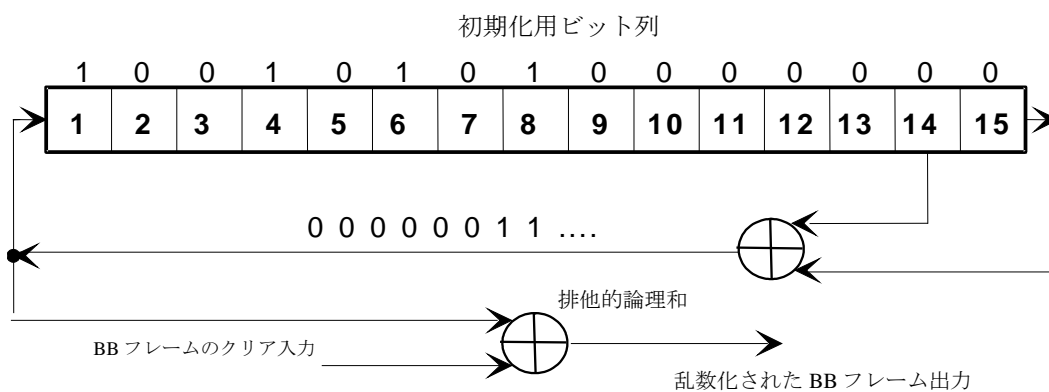 初期化用ビット列
1 0 0 1 0 1 0 1 0 0 0 0 0 0 0
1 2 3 4 5 6 7 8 9 10 11 12 13 14 15
0 0 0 0 0 0 1 1 ....
排他的論理和
BB フレームのクリア入力
乱数化された BB フレーム出力